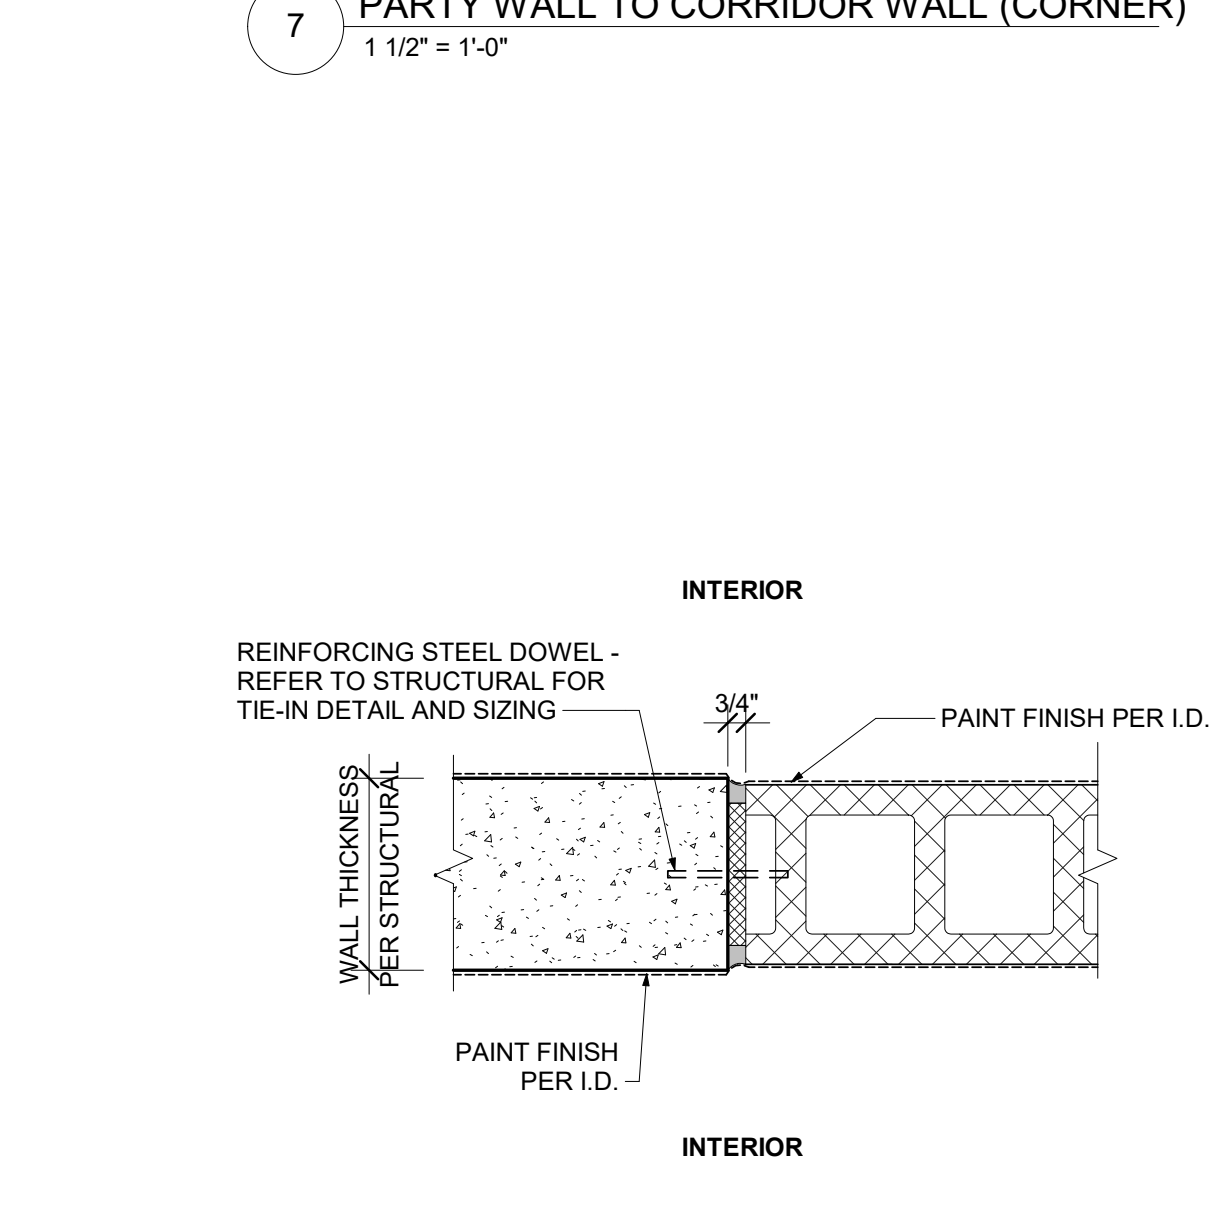 7
PARTY WALL TO CORRIDOR WALL (CORNER)
1 1/2" = 1'-0"
INTERIOR
REINFORCING STEEL DOWEL -
REFER TO STRUCTURAL FOR
TIE-IN DETAIL AND SIZING
3/4"
PAINT FINISH PER I.D.
WALL THICKNESS
PER STRUCTURAL
PAINT FINISH
PER I.D.
INTERIOR